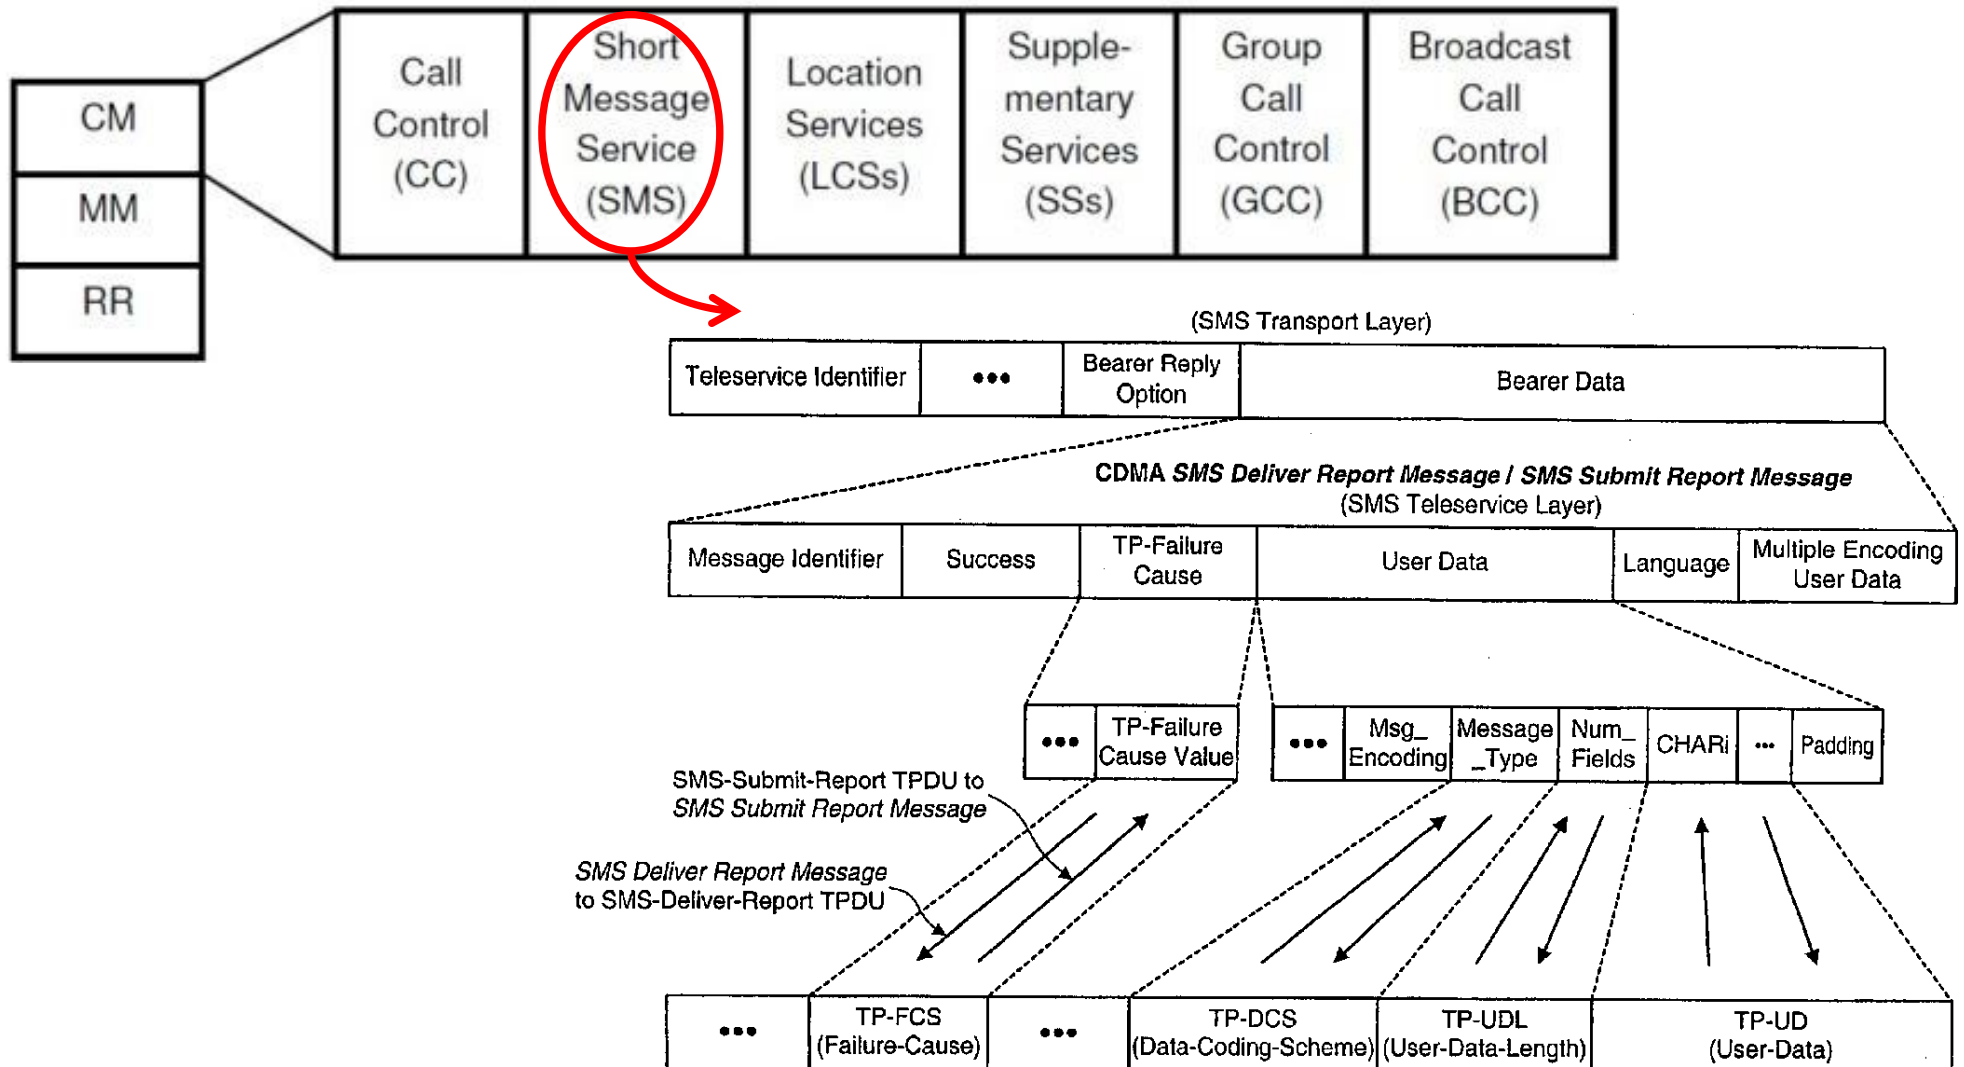 CM
MM
RR
Call
Control
(CC)
Short
Message
Service
(SMS)
Location
Services
(LCSs)
Supple-
mentary
Services
(SSs)
Group
Call
Control
(GCC)
Broadcast
Call
Control
(BCC)
(SMS Transport Layer)
Teleservice Identifier
•••
Bearer Reply
Option
Bearer Data
CDMA SMS Deliver Report Message / SMS Submit Report Message
(SMS Teleservice Layer)
Message Identifier
Success
TP-Failure
Cause
User Data
Language
Multiple Encoding
User Data
•••
TP-Failure
Cause Value
•••
Msg_
Encoding
Message
_Type
Num_
Fields
CHARi
•••
Padding
SMS-Submit-Report TPDU to
SMS Submit Report Message
SMS Deliver Report Message
to SMS-Deliver-Report TPDU
•••
TP-FCS
(Failure-Cause)
•••
TP-DCS
(Data-Coding-Scheme)
TP-UDL
(User-Data-Length)
TP-UD
(User-Data)